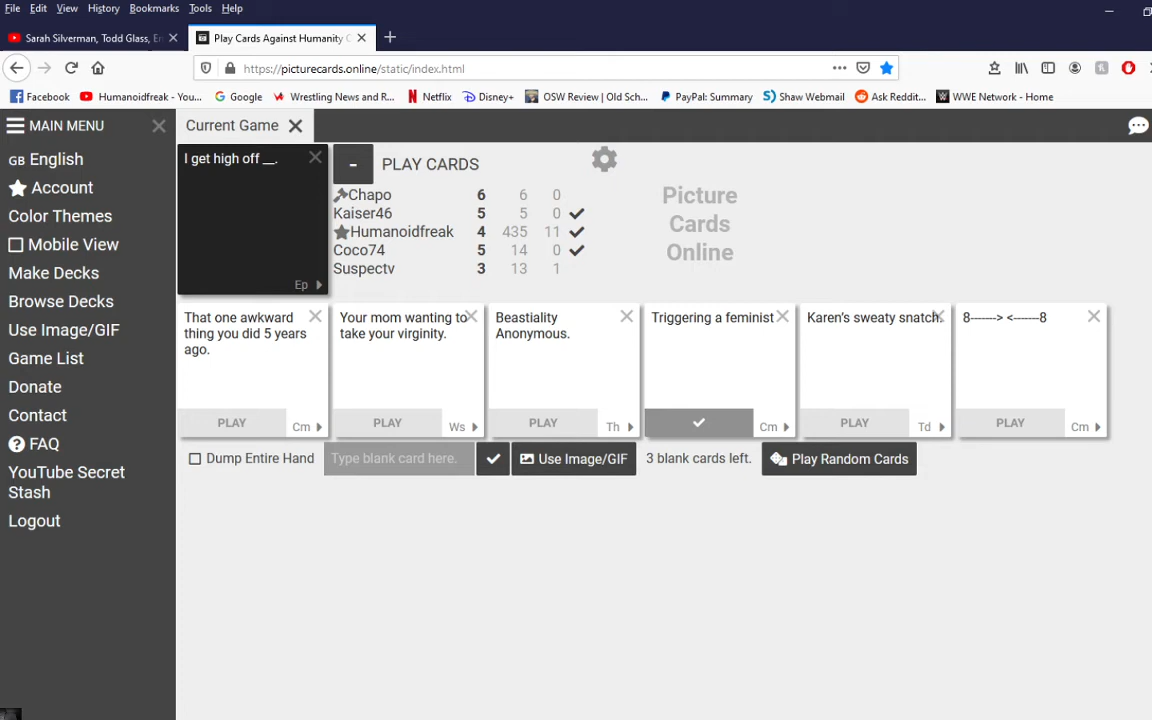 File Edit View History Bookmarks Tools Help
Sarah Silverman, Todd Glass, Er
Play Cards Against Humanity C
https://picturecards.online/static/index.html
Facebook Humanoidfreak - You... Google Wrestling News and R... Netflix Disney+ OSW Review | Old Sch... PayPal: Summary Shaw Webmail Ask Reddit... WWE Network - Home
MAIN MENU
Current Game
GB English
Account
Color Themes
Mobile View
Make Decks
Browse Decks
Use Image/GIF
Game List
Donate
Contact
FAQ
YouTube Secret
Stash
Logout
I get high off __.
Ep
- PLAY CARDS
Chapo 6 6 0
Kaiser46 5 5 0
Humanoidfreak 4 435 11
Coco74 5 14 0
Suspectv 3 13 1
Picture
Cards
Online
That one awkward
thing you did 5 years
ago.
PLAY Cm
Your mom wanting to
take your virginity.
PLAY Ws
Beastiality
Anonymous.
PLAY Th
Triggering a feminist
Cm
Karen's sweaty snatch.
PLAY Td
8------> <------8
PLAY Cm
Dump Entire Hand Type blank card here. Use Image/GIF 3 blank cards left. Play Random Cards